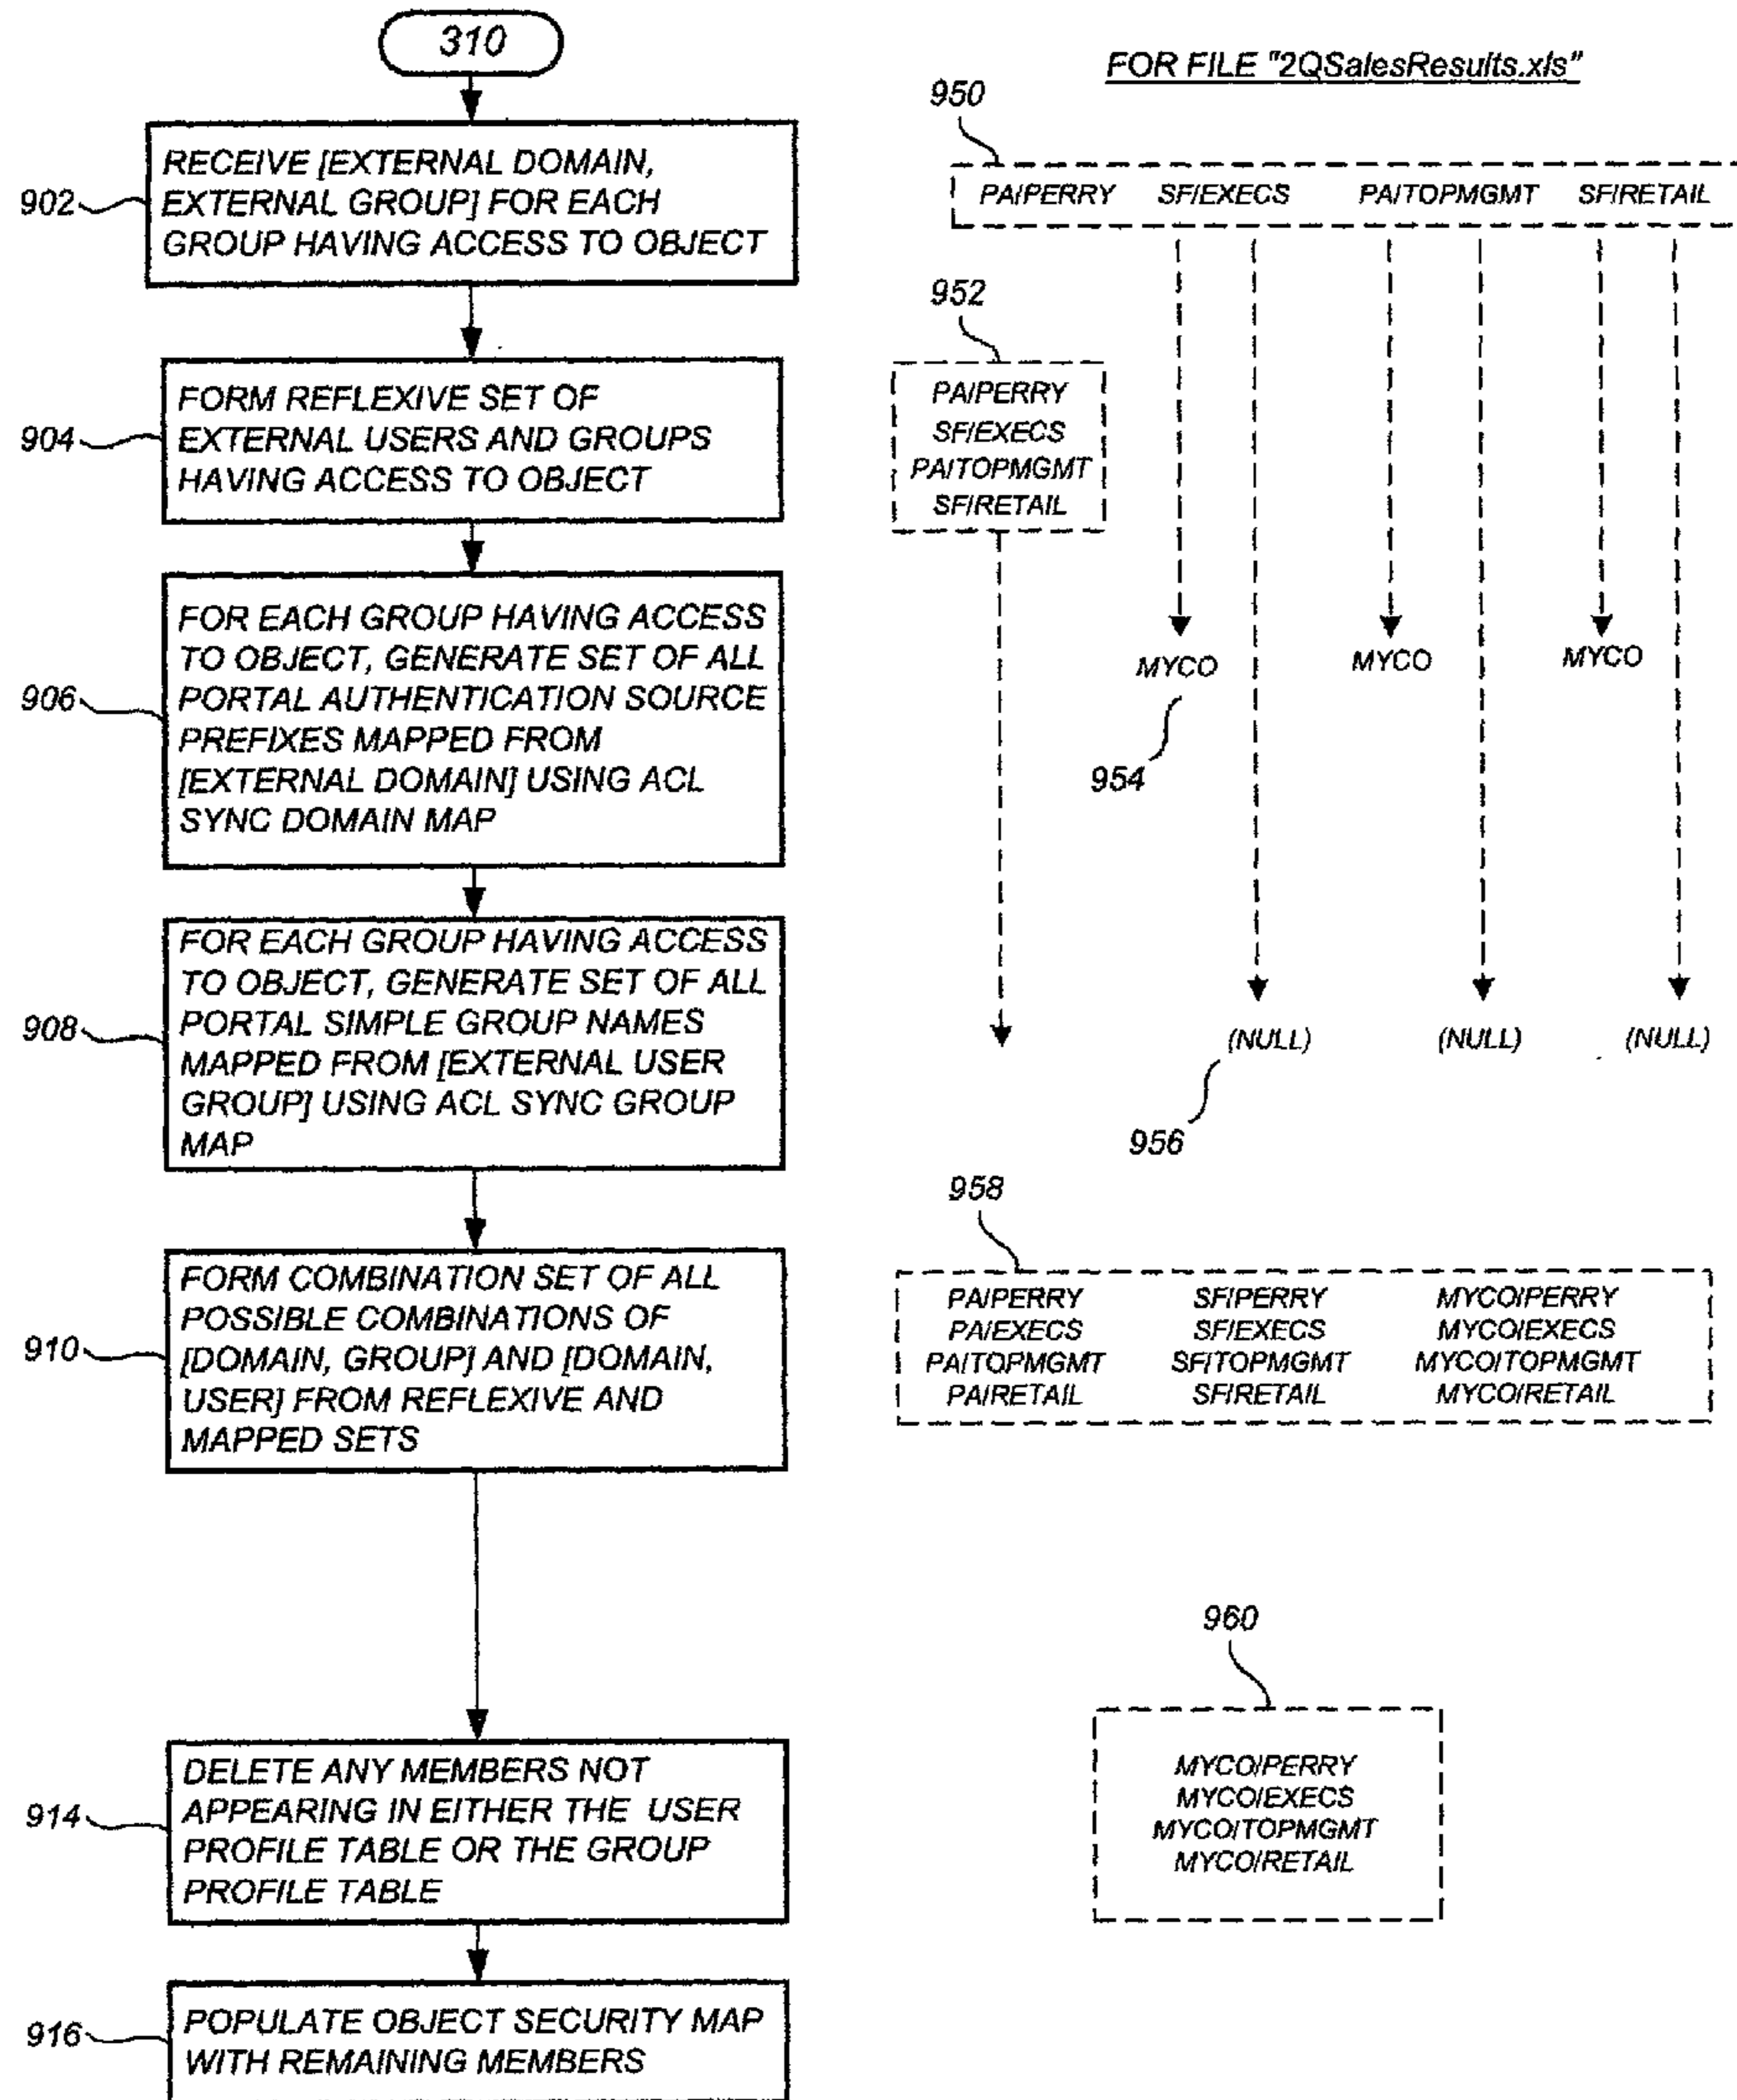 310
FOR FILE "2QSalesResults.xls"
902
RECEIVE [EXTERNAL DOMAIN,
EXTERNAL GROUP] FOR EACH
GROUP HAVING ACCESS TO OBJECT
950
PA/PERRY SF/EXECS PA/TOPMGMT SF/RETAIL
904
FORM REFLEXIVE SET OF
EXTERNAL USERS AND GROUPS
HAVING ACCESS TO OBJECT
952
PA/PERRY
SF/EXECS
PA/TOPMGMT
SF/RETAIL
906
FOR EACH GROUP HAVING ACCESS
TO OBJECT, GENERATE SET OF ALL
PORTAL AUTHENTICATION SOURCE
PREFIXES MAPPED FROM
[EXTERNAL DOMAIN] USING ACL
SYNC DOMAIN MAP
MYCO MYCO MYCO
954
908
FOR EACH GROUP HAVING ACCESS
TO OBJECT, GENERATE SET OF ALL
PORTAL SIMPLE GROUP NAMES
MAPPED FROM [EXTERNAL USER
GROUP] USING ACL SYNC GROUP
MAP
(NULL) (NULL) (NULL)
956
910
FORM COMBINATION SET OF ALL
POSSIBLE COMBINATIONS OF
[DOMAIN, GROUP] AND [DOMAIN,
USER] FROM REFLEXIVE AND
MAPPED SETS
958
PA/PERRY SF/PERRY MYCO/PERRY
PA/EXECS SF/EXECS MYCO/EXECS
PA/TOPMGMT SF/TOPMGMT MYCO/TOPMGMT
PA/RETAIL SF/RETAIL MYCO/RETAIL
914
DELETE ANY MEMBERS NOT
APPEARING IN EITHER THE USER
PROFILE TABLE OR THE GROUP
PROFILE TABLE
960
MYCO/PERRY
MYCO/EXECS
MYCO/TOPMGMT
MYCO/RETAIL
916
POPULATE OBJECT SECURITY MAP
WITH REMAINING MEMBERS